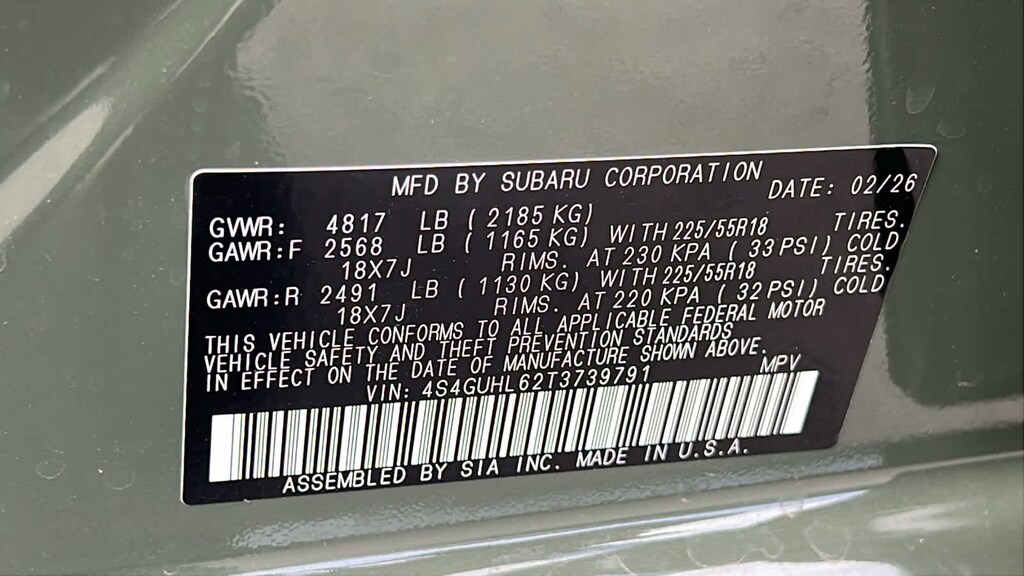 MFD BY SUBARU CORPORATION DATE: 02/26
GVWR: 4817 LB ( 2185 KG)
GAWR:F 2568 LB ( 1165 KG) WITH 225/55R18 TIRES.
18X7J RIMS. AT 230 KPA ( 33 PSI) COLD
GAWR:R 2491 LB ( 1130 KG) WITH 225/55R18 TIRES.
18X7J RIMS. AT 220 KPA ( 32 PSI) COLD
THIS VEHICLE CONFORMS TO ALL APPLICABLE FEDERAL MOTOR
VEHICLE SAFETY AND THEFT PREVENTION STANDARDS
IN EFFECT ON THE DATE OF MANUFACTURE SHOWN ABOVE.
VIN: 4S4GUHL62T3739791 MPV
ASSEMBLED BY SIA INC. MADE IN U.S.A.